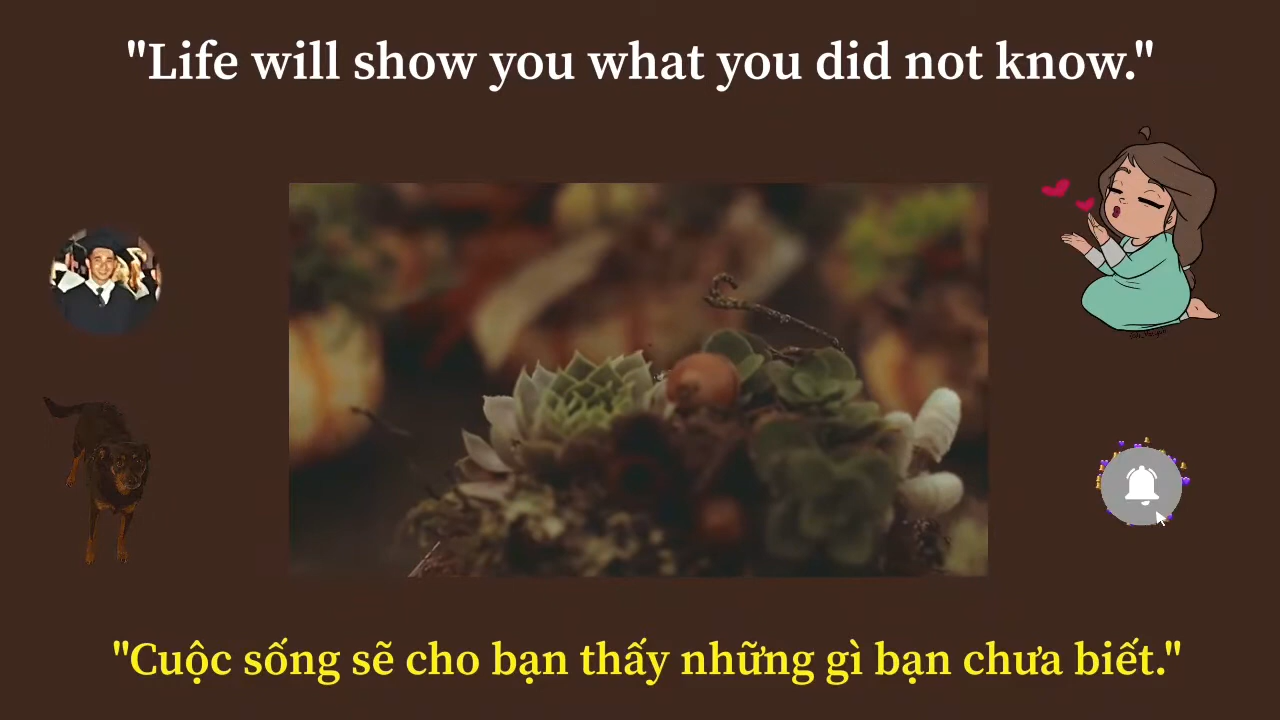 "Life will show you what you did not know."
"Cuộc sống sẽ cho bạn thấy những gì bạn chưa biết."